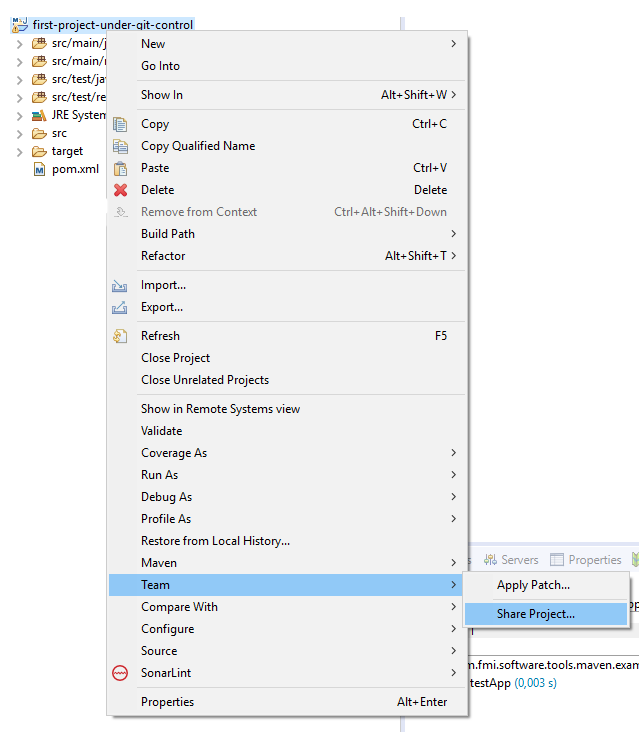 first-project-under-git-control
src/main/j
src/main/r
src/test/ja
src/test/re
JRE System
src
target
pom.xml
New
Go Into
Show In Alt+Shift+W
Copy Ctrl+C
Copy Qualified Name
Paste Ctrl+V
Delete Delete
Remove from Context Ctrl+Alt+Shift+Down
Build Path
Refactor Alt+Shift+T
Import...
Export...
Refresh F5
Close Project
Close Unrelated Projects
Show in Remote Systems view
Validate
Coverage As
Run As
Debug As
Profile As
Restore from Local History...
Maven
Team
Compare With
Configure
Source
SonarLint
Properties Alt+Enter
Servers Properties
Apply Patch...
Share Project...
m.fmi.software.tools.maven.exam
testApp (0,003 s)